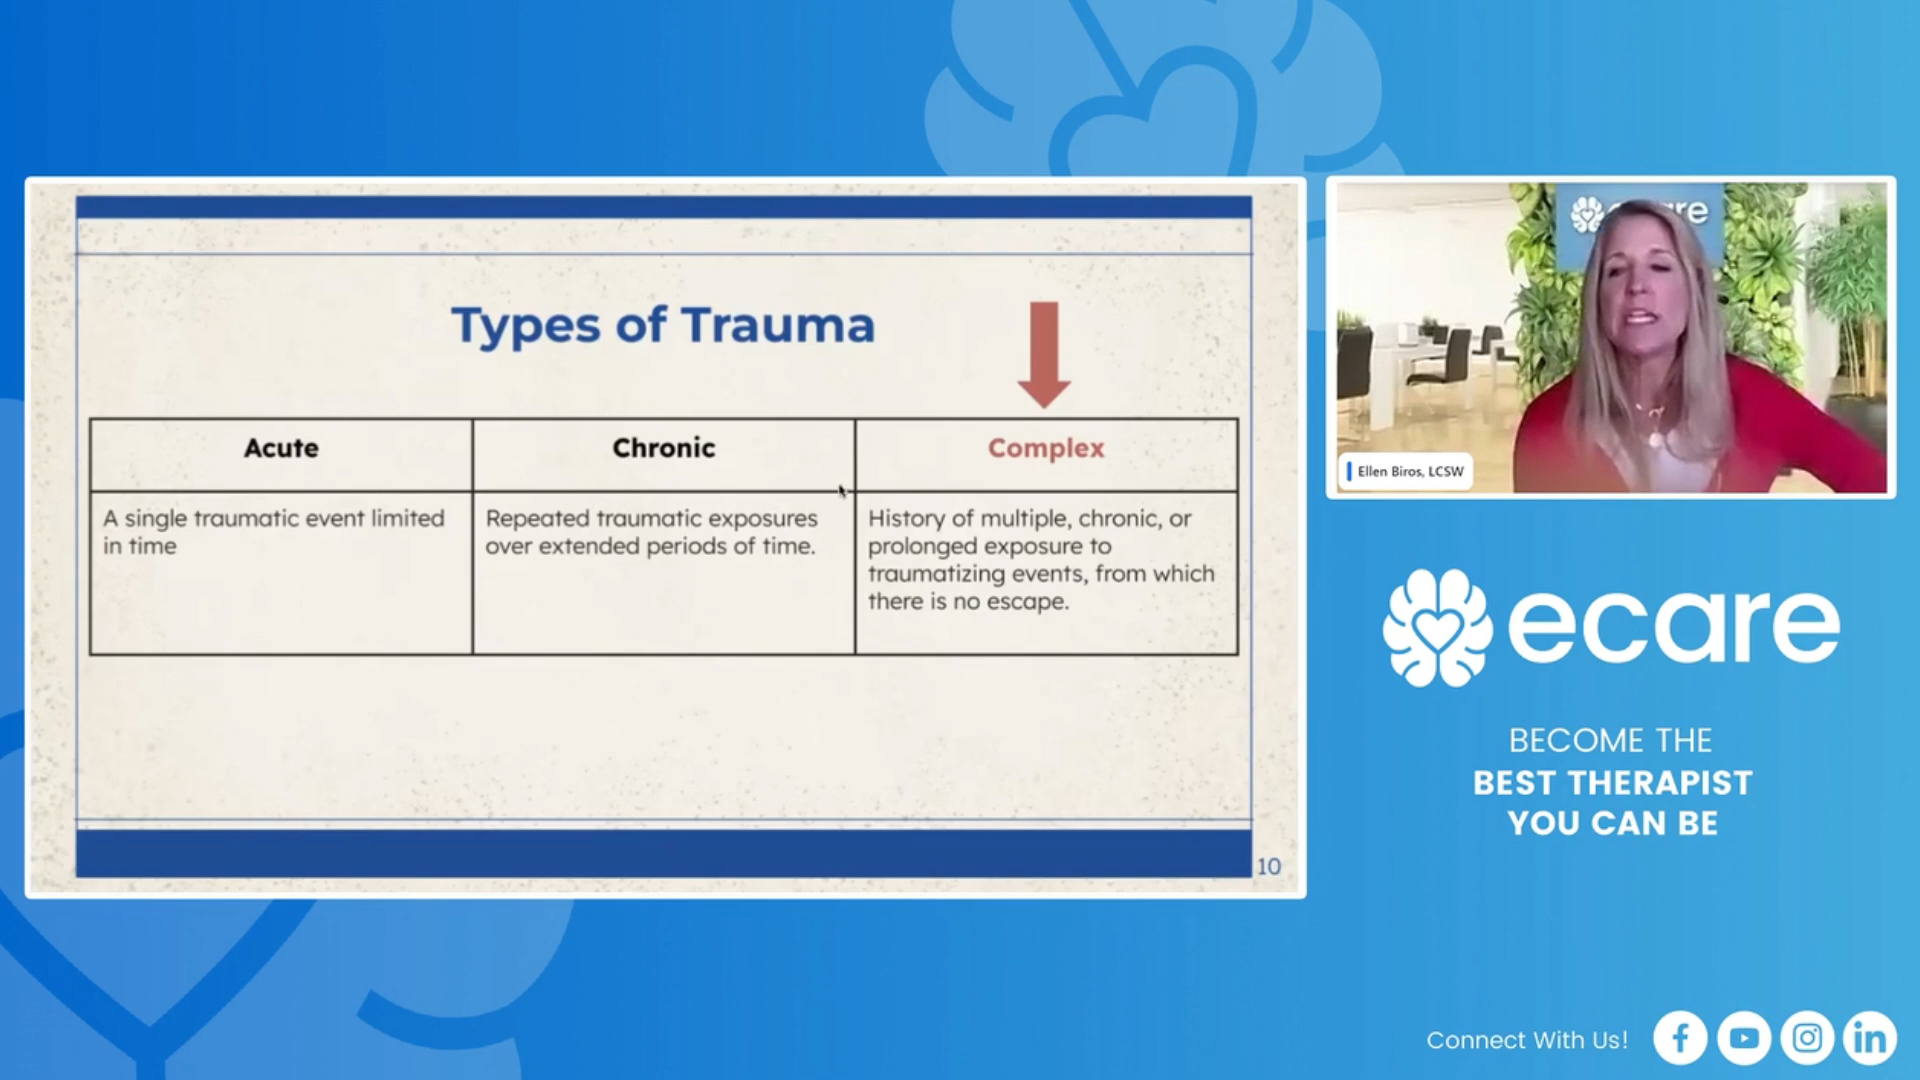 Types of Trauma
Acute
Chronic
Complex
A single traumatic event limited
in time
Repeated traumatic exposures
over extended periods of time.
History of multiple, chronic, or
prolonged exposure to
traumatizing events, from which
there is no escape.
10
ecare
Ellen Biros, LCSW
ecare
BECOME THE
BEST THERAPIST
YOU CAN BE
Connect With Us!